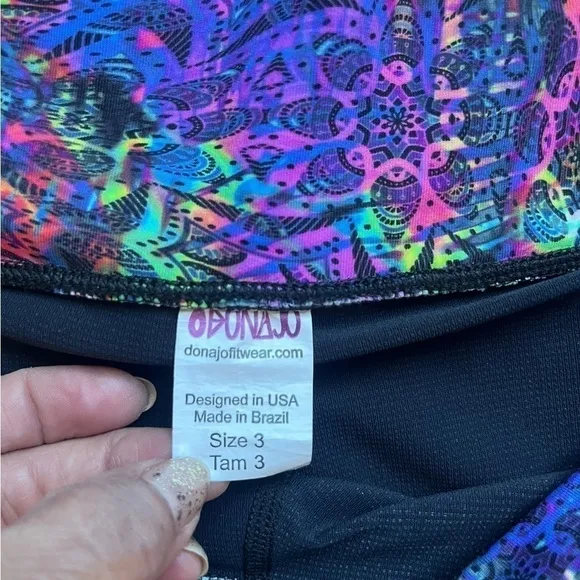 DONAJO
donajofitwear.com
Designed in USA
Made in Brazil
Size 3
Tam 3